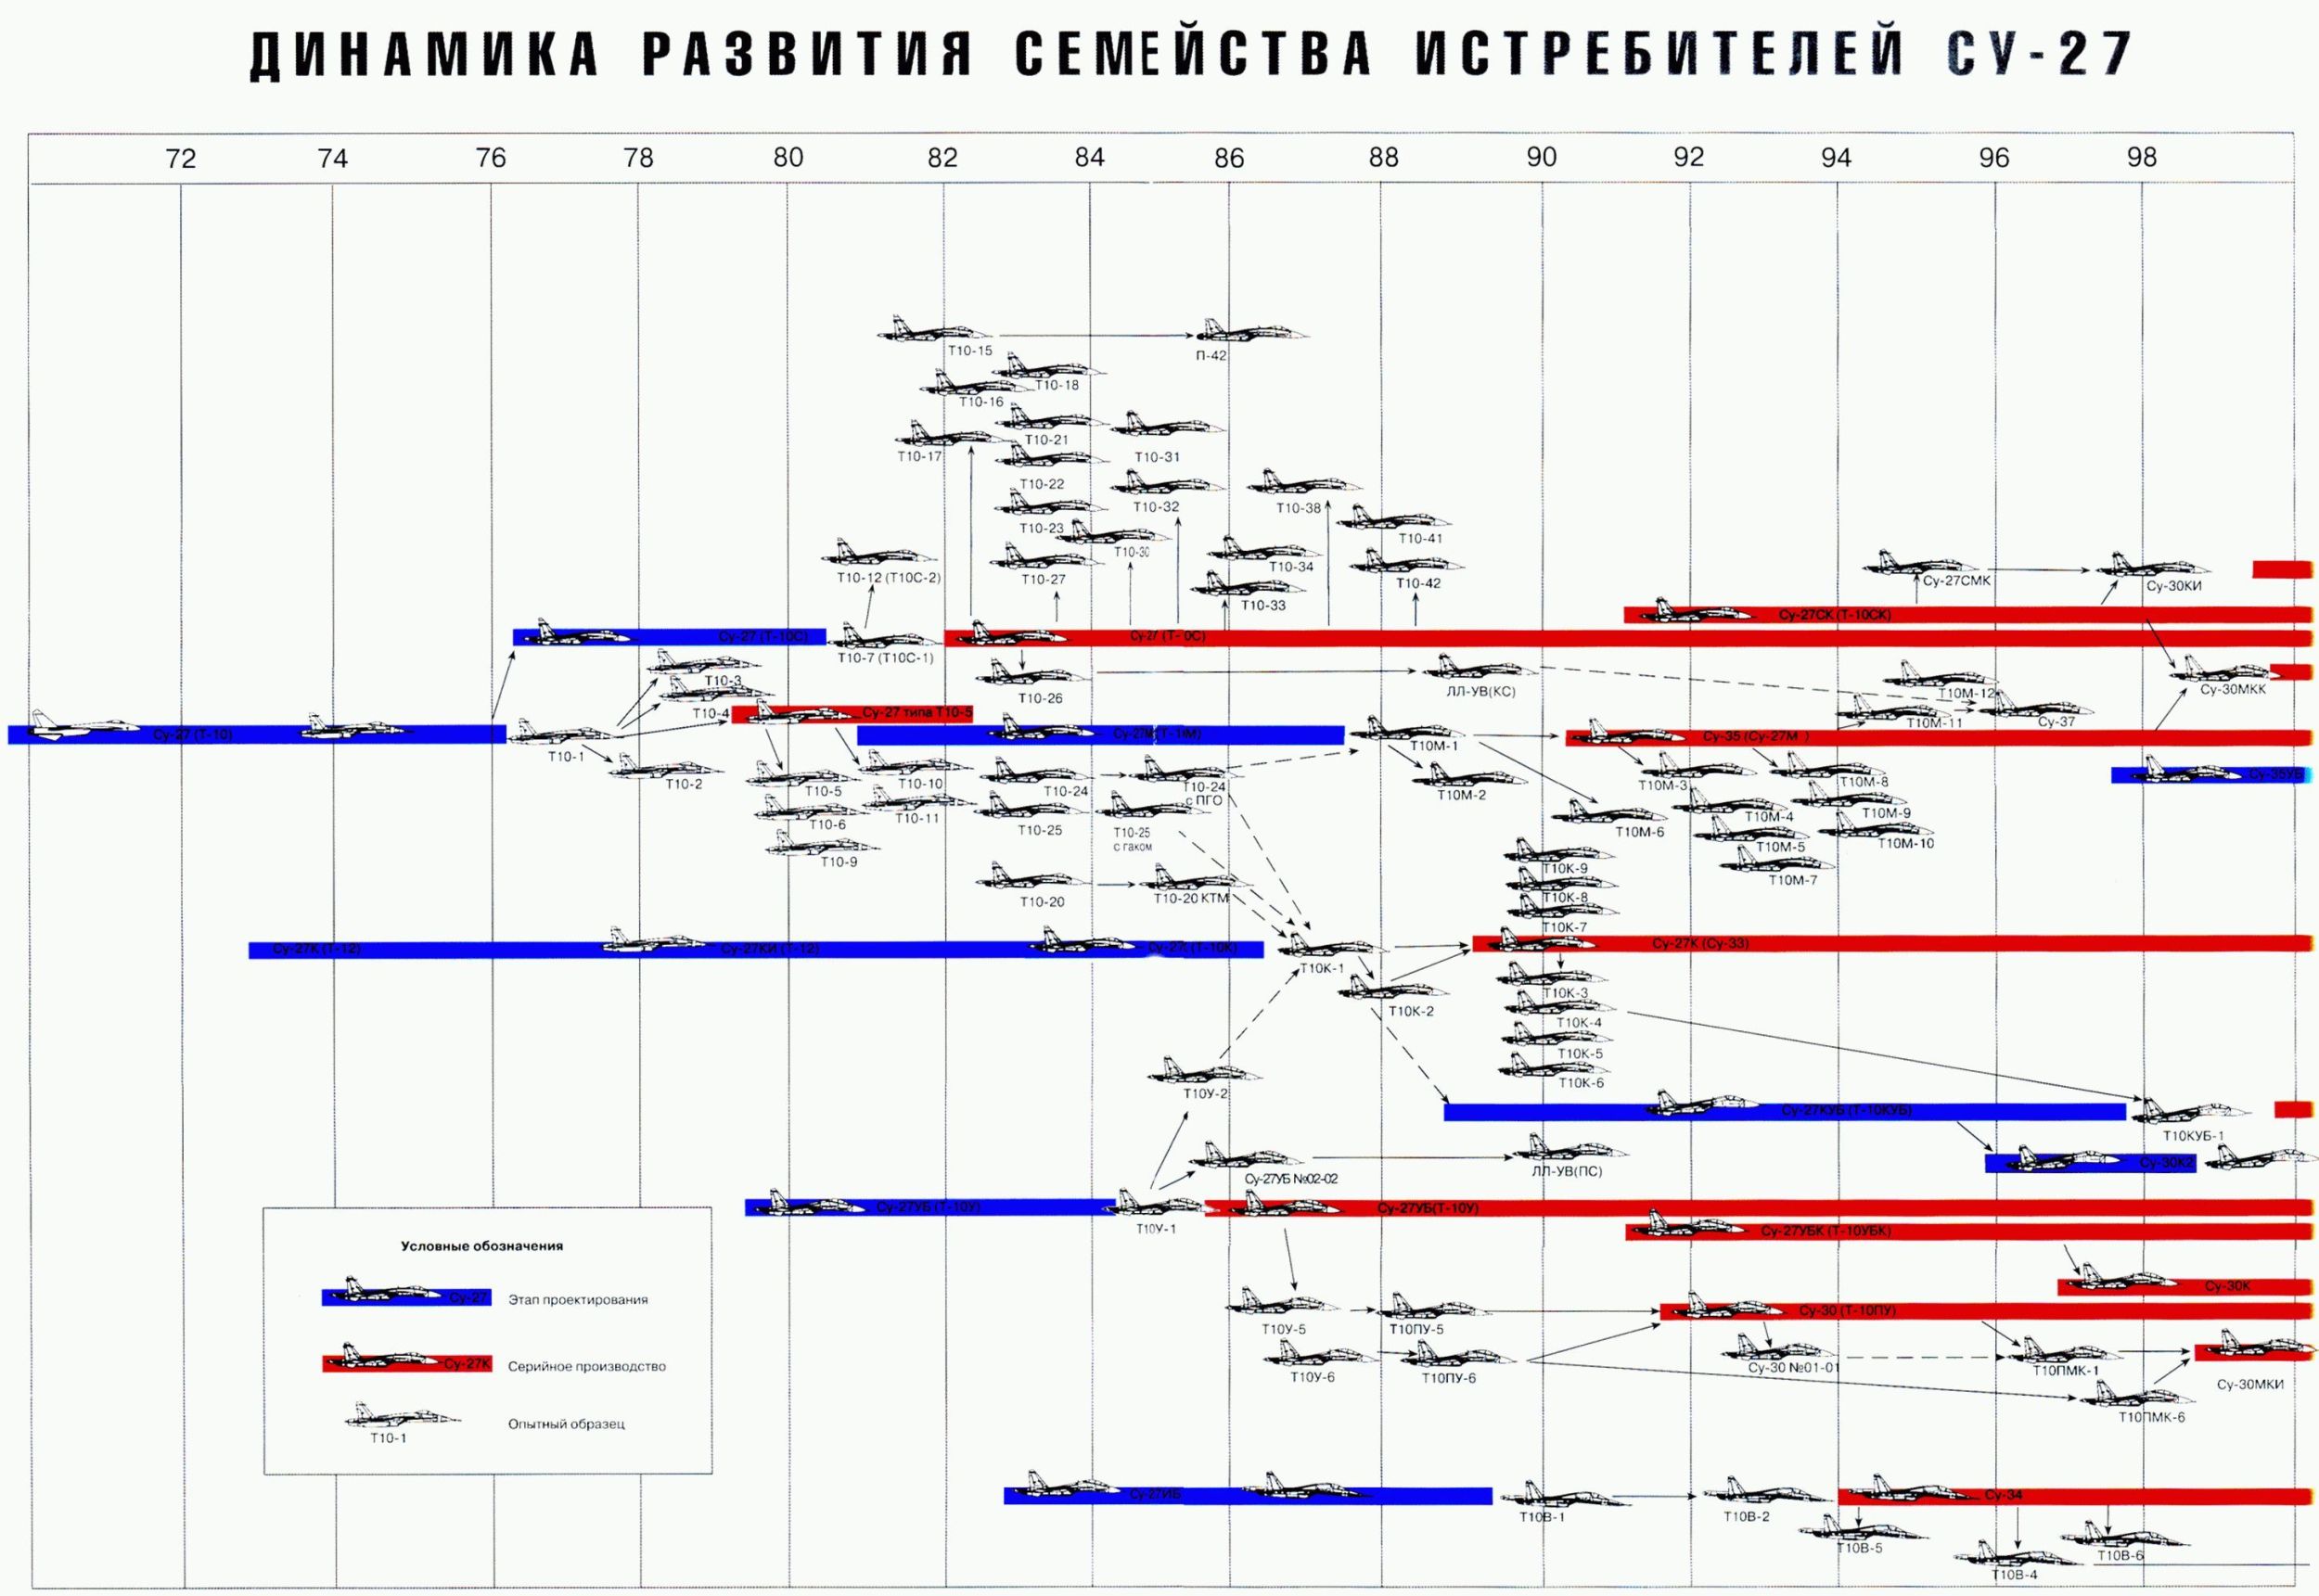 ДИНАМИКА РАЗВИТИЯ СЕМЕЙСТВА ИСТРЕБИТЕЛЕЙ СУ-27
72 74 76 78 80 82 84 86 88 90 92 94 96 98
Т10-15
П-42
Т10-18
Т10-16
Т10-21
Т10-17
Т10-31
Т10-22
Т10-32
Т10-38
Т10-23
Т10-41
Т10-30
Т10-34
Т10-12 (Т10С-2)
Т10-27
Т10-42
Су-27СМК
Су-30КИ
Т10-33
Су-27СК (Т-10СК)
Су-27 (Т-10С)
Су-27 (Т- 0С)
Т10-7 (Т10С-1)
Т10-3
Т10-26
ЛЛ-УВ(КС)
Т10М-12
Су-30МКК
Т10-4
Су-27 типа Т10-5
Т10М-11
Су-37
Су-27 (Т-10)
Су-27М(Т-10М)
Су-35 (Су-27М )
Т10-1
Т10М-1
Т10-2
Т10-5
Т10-10
Т10-24
Т10-24
с ПГО
Т10М-2
Т10М-3
Т10М-8
Су-35УБ
Т10-6
Т10-11
Т10-25
Т10-25
с гаком
Т10М-6
Т10М-4
Т10М-9
Т10-9
Т10М-5
Т10М-10
Т10К-9
Т10М-7
Т10-20
Т10-20 КТМ
Т10К-8
Т10К-7
Су-27К (Т-12)
Су-27КИ (Т-12)
Су-27К (Т-10К)
Су-27К (Су-33)
Т10К-1
Т10К-3
Т10К-2
Т10К-4
Т10К-5
Т10К-6
Т10У-2
Су-27КУБ (Т-10КУБ)
Т10КУБ-1
Су-27УБ №02-02
ЛЛ-УВ(ПС)
Су-30К2
Су-27УБ (Т-10У)
Т10У-1
Су-27УБ(Т-10У)
Су-27УБК (Т-10УБК)
Су-30К
Т10У-5
Т10ПУ-5
Су-30 (Т-10ПУ)
Т10У-6
Т10ПУ-6
Су-30 №01-01
Т10ПМК-1
Су-30МКИ
Т10ПМК-6
Условные обозначения
Су-27
Этап проектирования
Су-27К
Серийное производство
Т10-1
Опытный образец
Су-27ИБ
Т10В-1
Т10В-2
Су-34
Т10В-5
Т10В-6
Т10В-4